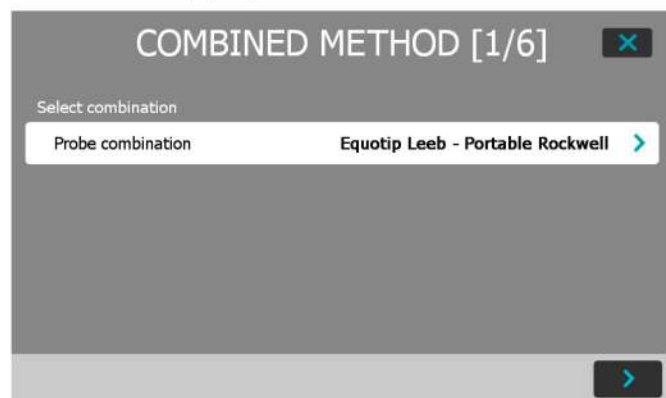 COMBINED METHOD [1/6]
Select combination
Probe combination Equotip Leeb - Portable Rockwell